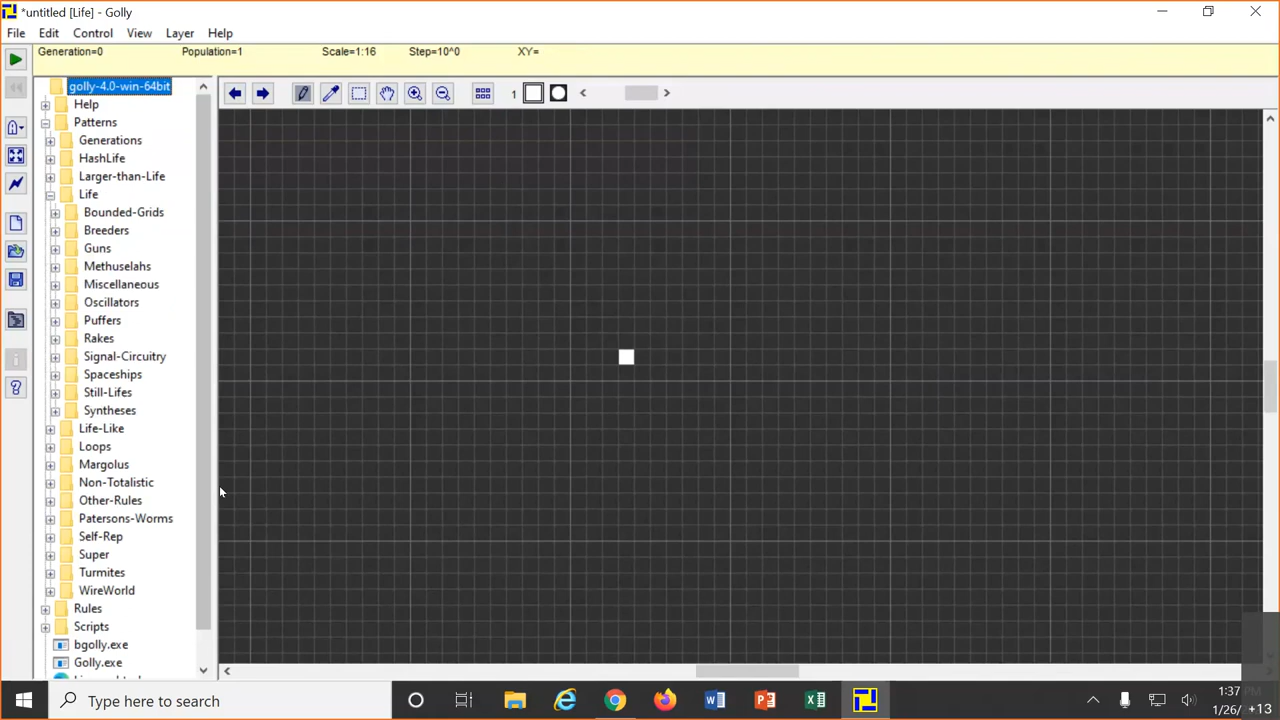 *untitled [Life] - Golly
File Edit Control View Layer Help
Generation=0 Population=1 Scale=1:16 Step=10^0 XY=
golly-4.0-win-64bit
1
Help
Patterns
Generations
HashLife
Larger-than-Life
Life
Bounded-Grids
Breeders
Guns
Methuselahs
Miscellaneous
Oscillators
Puffers
Rakes
Signal-Circuitry
Spaceships
Still-Lifes
Syntheses
Life-Like
Loops
Margolus
Non-Totalistic
Other-Rules
Patersons-Worms
Self-Rep
Super
Turmites
WireWorld
Rules
Scripts
bgolly.exe
Golly.exe
Type here to search
1:37 PM
1/26/ +13